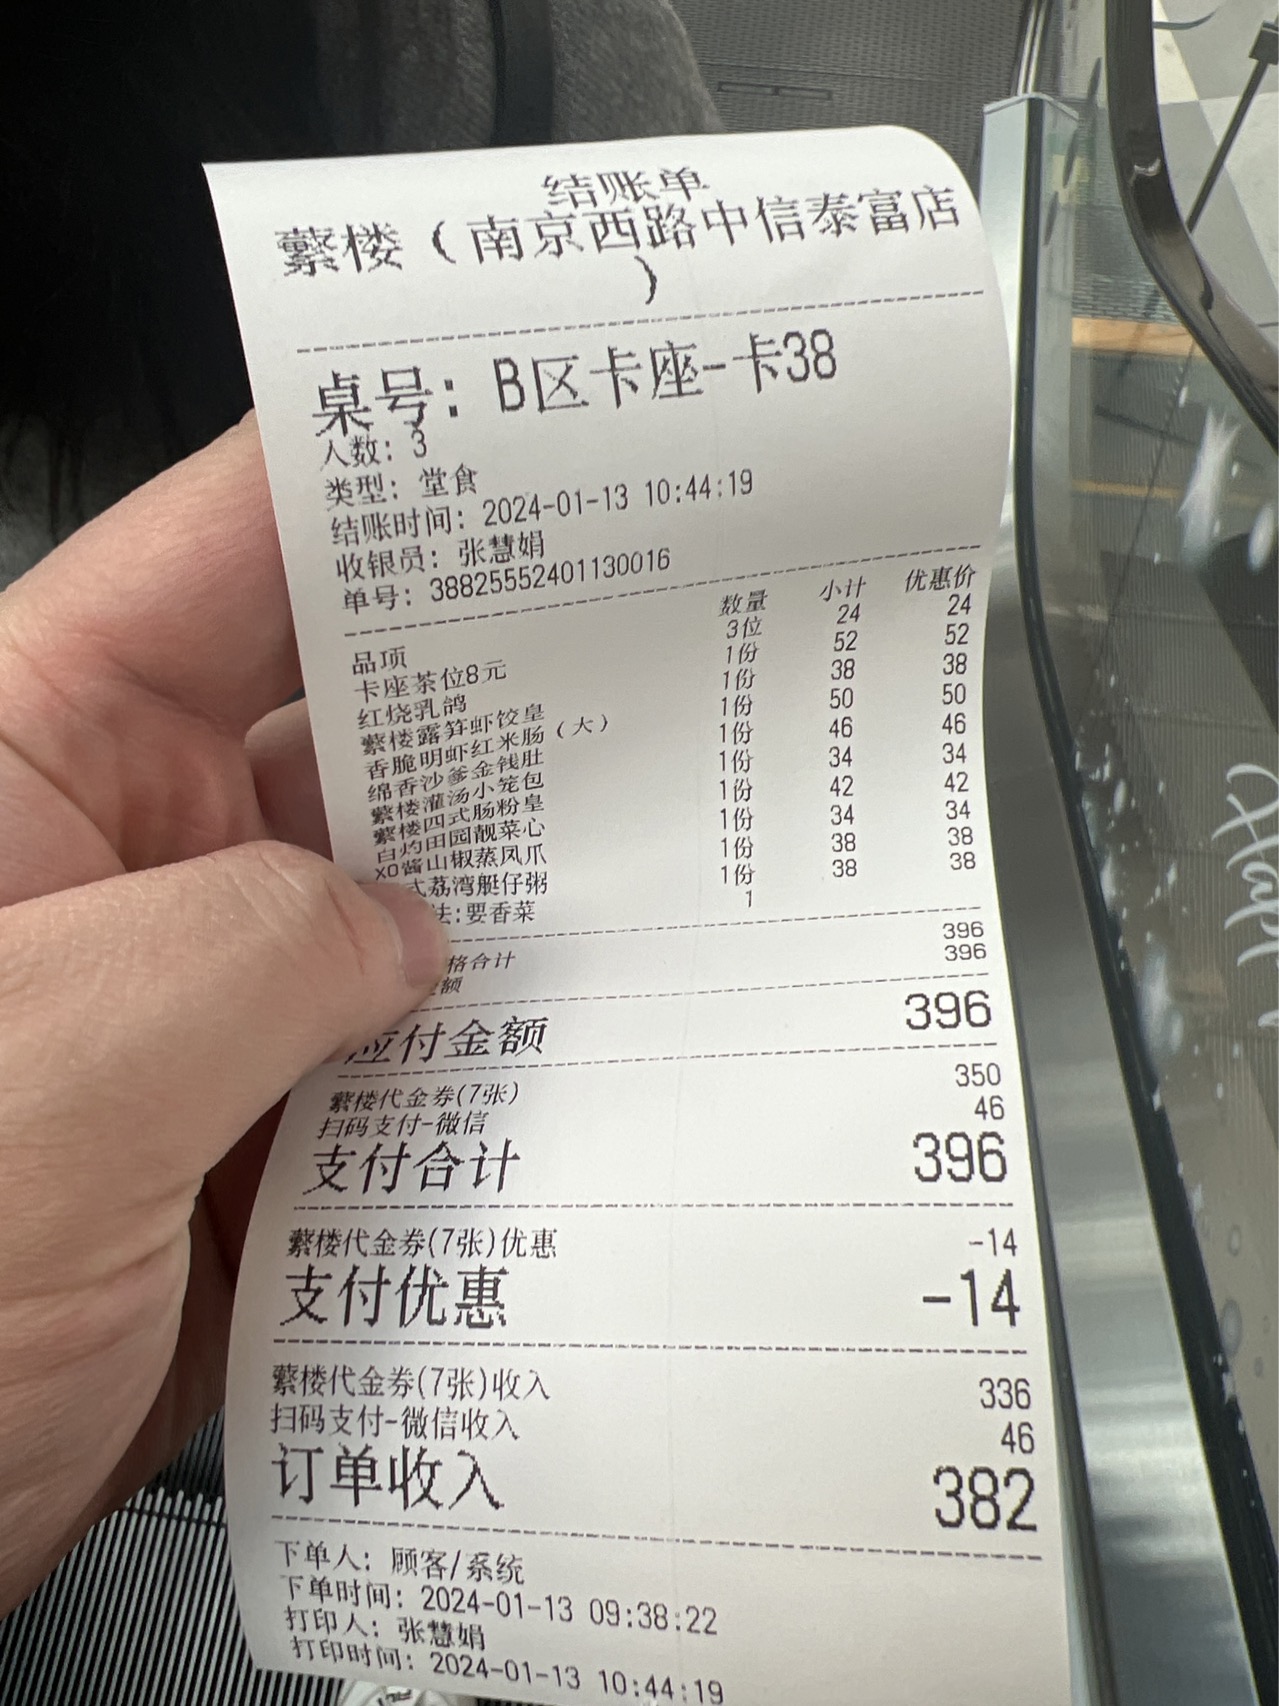 结账单
蘩楼（南京西路中信泰富店
）
桌号：B区卡座-卡38
人数：3
类型：堂食
结账时间：2024-01-13 10:44:19
收银员：张慧娟
单号：38825552401130016
品项 数量 小计 优惠价
卡座茶位8元 3位 24 24
红烧乳鸽 1份 52 52
蘩楼露笋虾饺皇 1份 38 38
香脆明虾红米肠（大） 1份 50 50
绵香沙爹金钱肚 1份 46 46
蘩楼灌汤小笼包 1份 34 34
蘩楼四式肠粉皇 1份 42 42
白灼田园靓菜心 1份 34 34
XO酱山椒蒸凤爪 1份 38 38
式荔湾艇仔粥 1份 38 38
法:要香菜 1
格合计 396
额 396
应付金额 396
蘩楼代金券(7张) 350
扫码支付-微信 46
支付合计 396
蘩楼代金券(7张)优惠 -14
支付优惠 -14
蘩楼代金券(7张)收入 336
扫码支付-微信收入 46
订单收入 382
下单人：顾客/系统
下单时间：2024-01-13 09:38:22
打印人：张慧娟
打印时间：2024-01-13 10:44:19